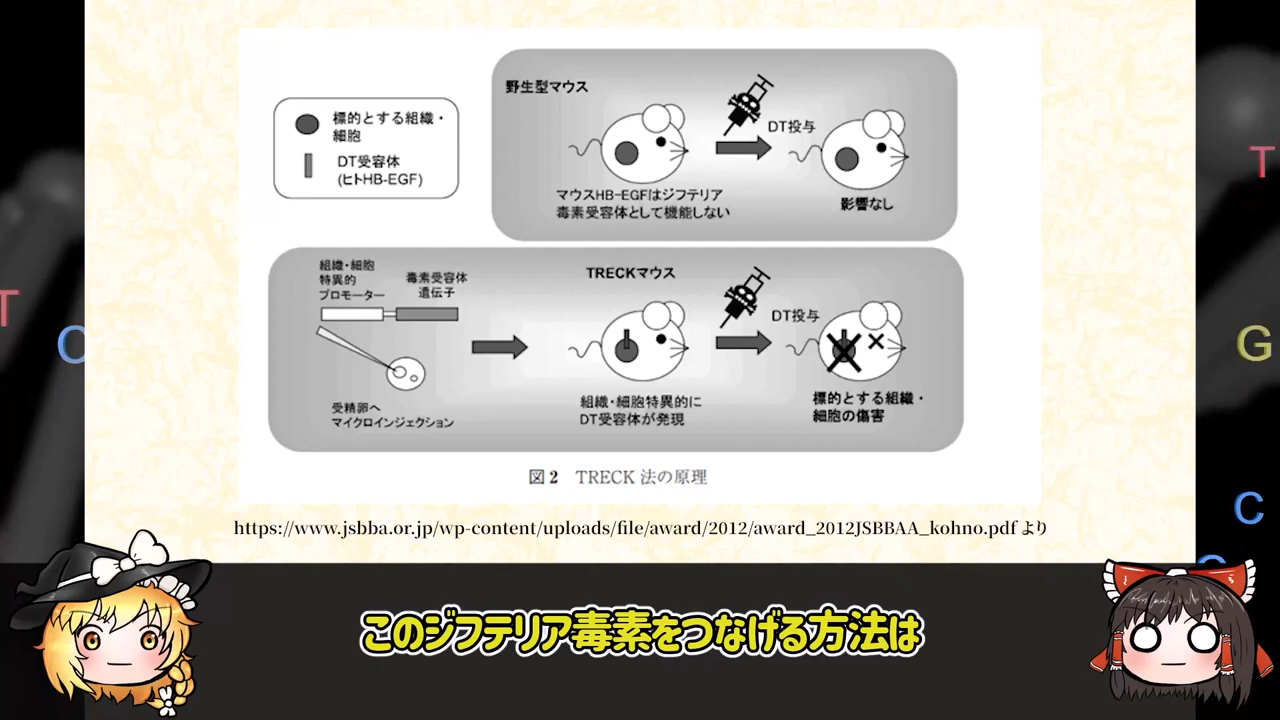 標的とする組織・
細胞
DT受容体
(ヒトHB-EGF)
野生型マウス
DT投与
マウスHB-EGFはジフテリア
毒素受容体として機能しない
影響なし
組織・細胞
特異的
プロモーター
毒素受容体
遺伝子
受精卵へ
マイクロインジェクション
TRECKマウス
DT投与
組織・細胞特異的に
DT受容体が発現
標的とする組織・
細胞の傷害
図2 TRECK 法の原理
https://www.jsbba.or.jp/wp-content/uploads/file/award/2012/award_2012JSBBAA_kohno.pdf より
このジフテリア毒素をつなげる方法は
T
C
T
G
C